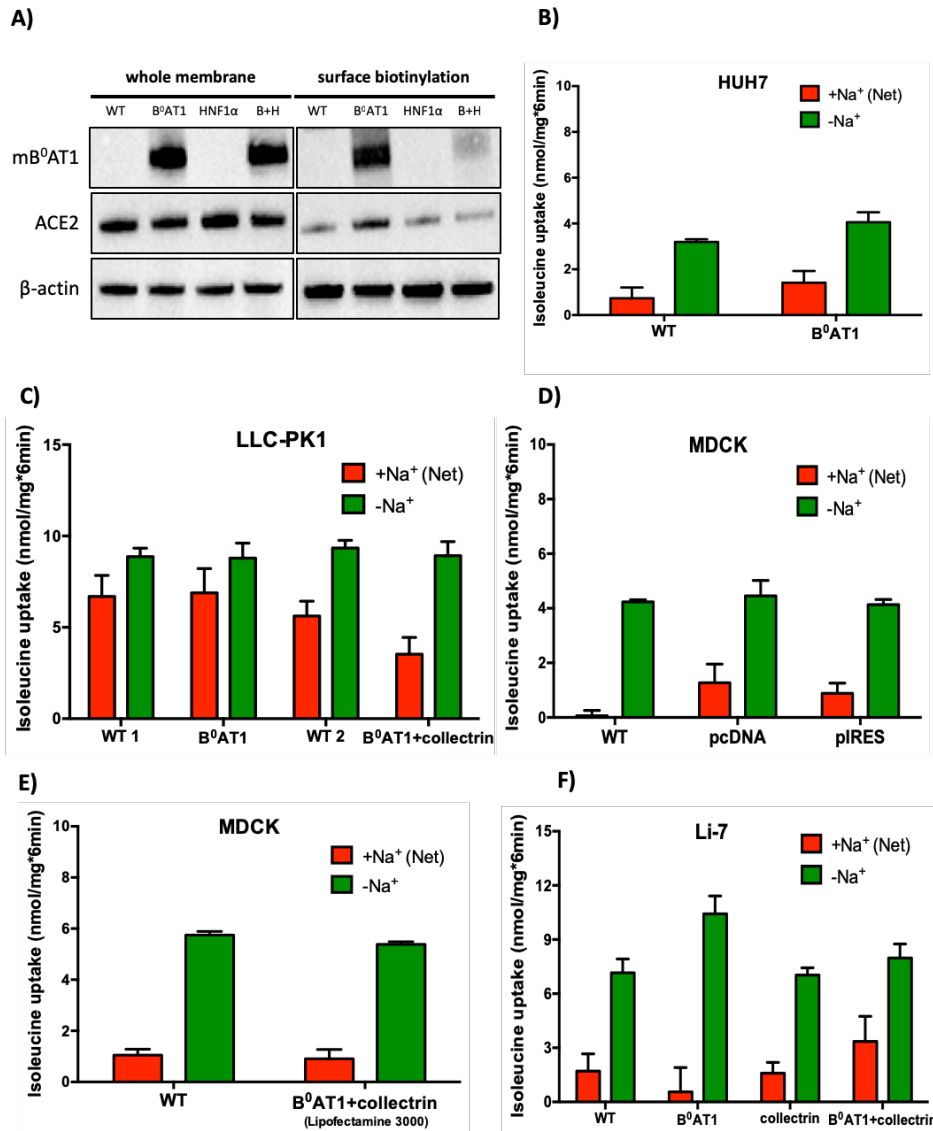 A)
whole membrane surface biotinylation
WT B⁰AT1 HNF1α B+H WT B⁰AT1 HNF1α B+H
mB⁰AT1
ACE2
β-actin
B)
HUH7
+Na⁺ (Net)
-Na⁺
Isoleucine uptake (nmol/mg*6min)
10
8
6
4
2
0
WT B⁰AT1
C)
LLC-PK1
+Na⁺ (Net)
-Na⁺
Isoleucine uptake (nmol/mg*6min)
15
10
5
0
WT 1 B⁰AT1 WT 2 B⁰AT1+collectrin
D)
MDCK
+Na⁺ (Net)
-Na⁺
Isoleucine uptake (nmol/mg*6min)
10
8
6
4
2
0
WT pcDNA pIRES
E)
MDCK
+Na⁺ (Net)
-Na⁺
Isoleucine uptake (nmol/mg*6min)
10
8
6
4
2
0
WT B⁰AT1+collectrin
(Lipofectamine 3000)
F)
Li-7
+Na⁺ (Net)
-Na⁺
Isoleucine uptake (nmol/mg*6min)
15
12
9
6
3
0
WT B⁰AT1 collectrin B⁰AT1+collectrin